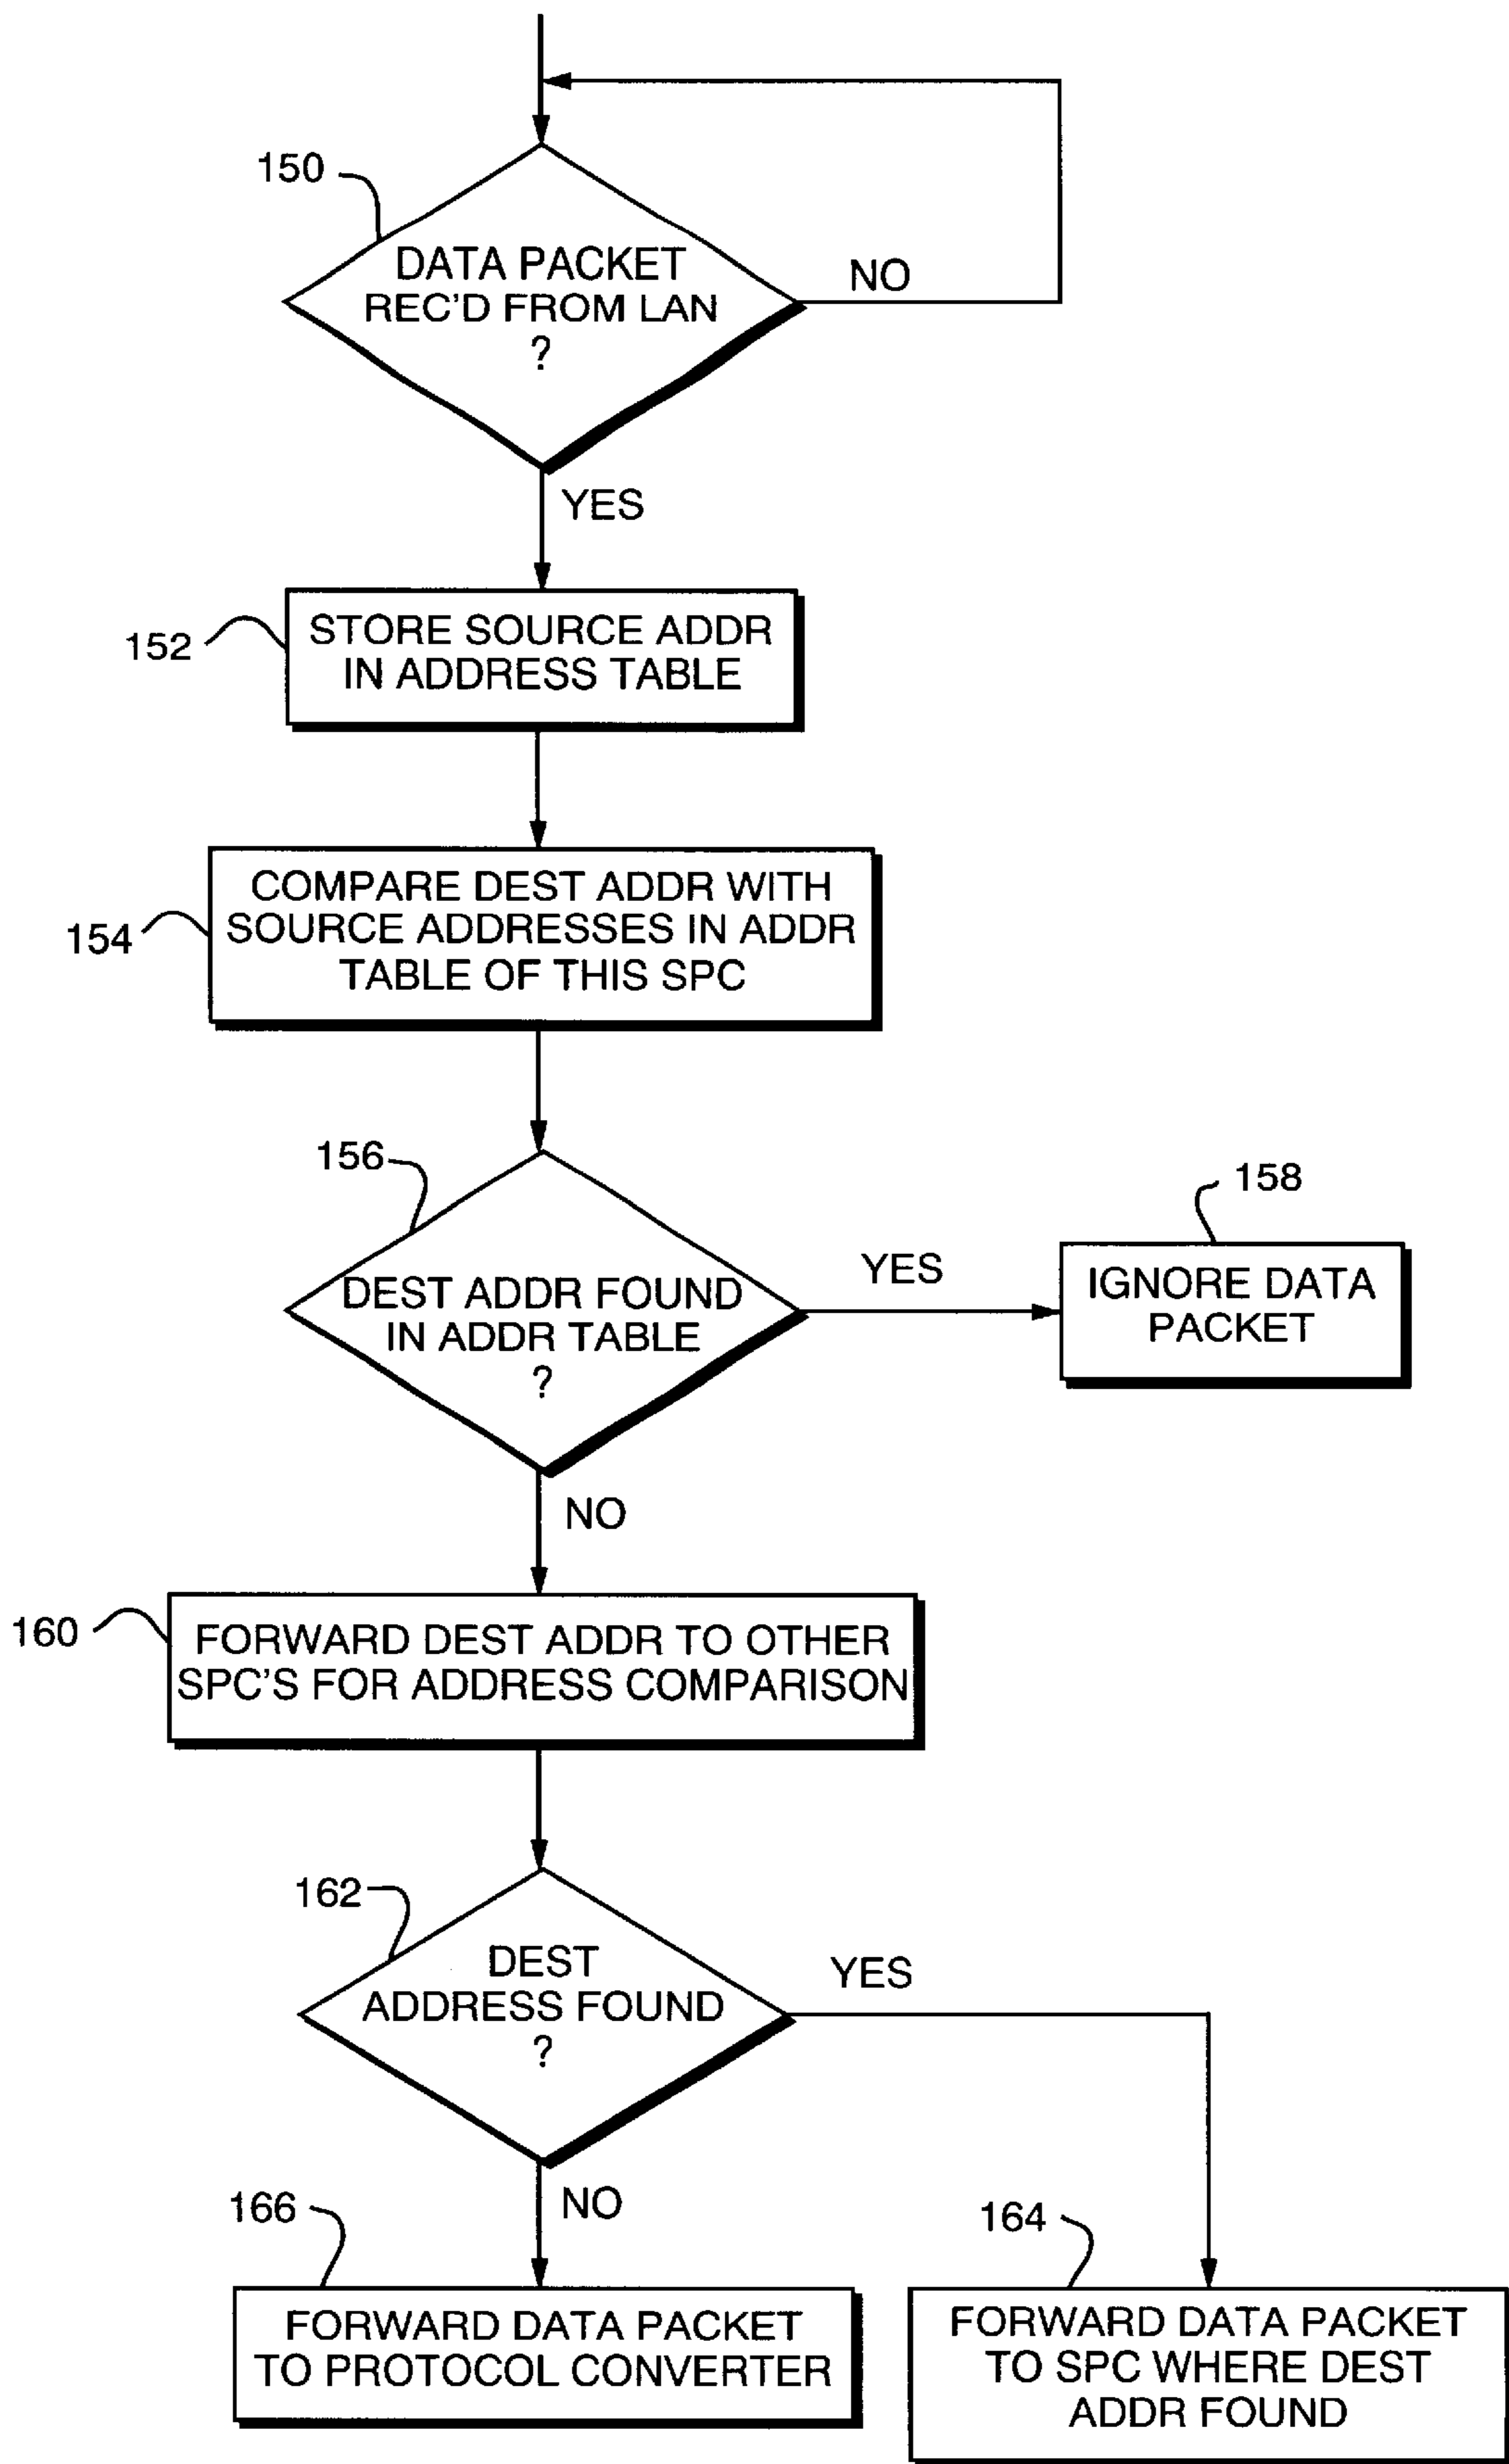 150
DATA PACKET
REC'D FROM LAN
?
NO
YES
152
STORE SOURCE ADDR
IN ADDRESS TABLE
154
COMPARE DEST ADDR WITH
SOURCE ADDRESSES IN ADDR
TABLE OF THIS SPC
156
DEST ADDR FOUND
IN ADDR TABLE
?
YES
158
IGNORE DATA
PACKET
NO
160
FORWARD DEST ADDR TO OTHER
SPC'S FOR ADDRESS COMPARISON
162
DEST
ADDRESS FOUND
?
YES
NO
166
FORWARD DATA PACKET
TO PROTOCOL CONVERTER
164
FORWARD DATA PACKET
TO SPC WHERE DEST
ADDR FOUND